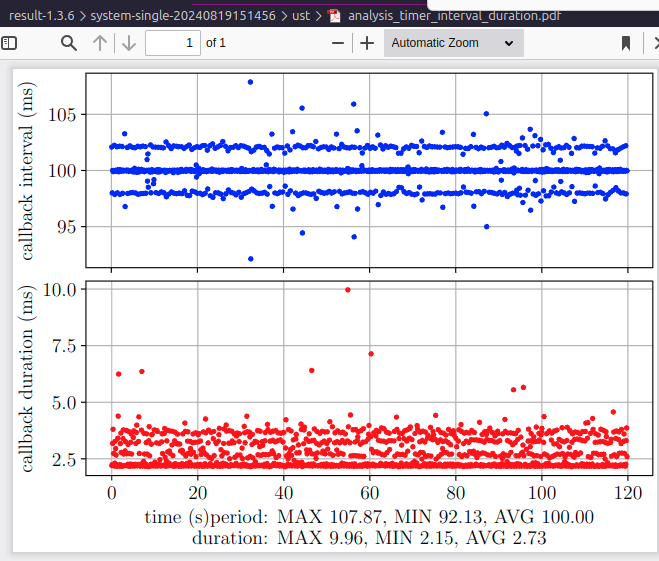 result-1.3.6 > system-single-20240819151456 > ust > analysis_timer_interval_duration.pdf
1 of 1 Automatic Zoom
callback interval (ms)
105
100
95
callback duration (ms)
10.0
7.5
5.0
2.5
0 20 40 60 80 100 120
time (s)period: MAX 107.87, MIN 92.13, AVG 100.00
duration: MAX 9.96, MIN 2.15, AVG 2.73